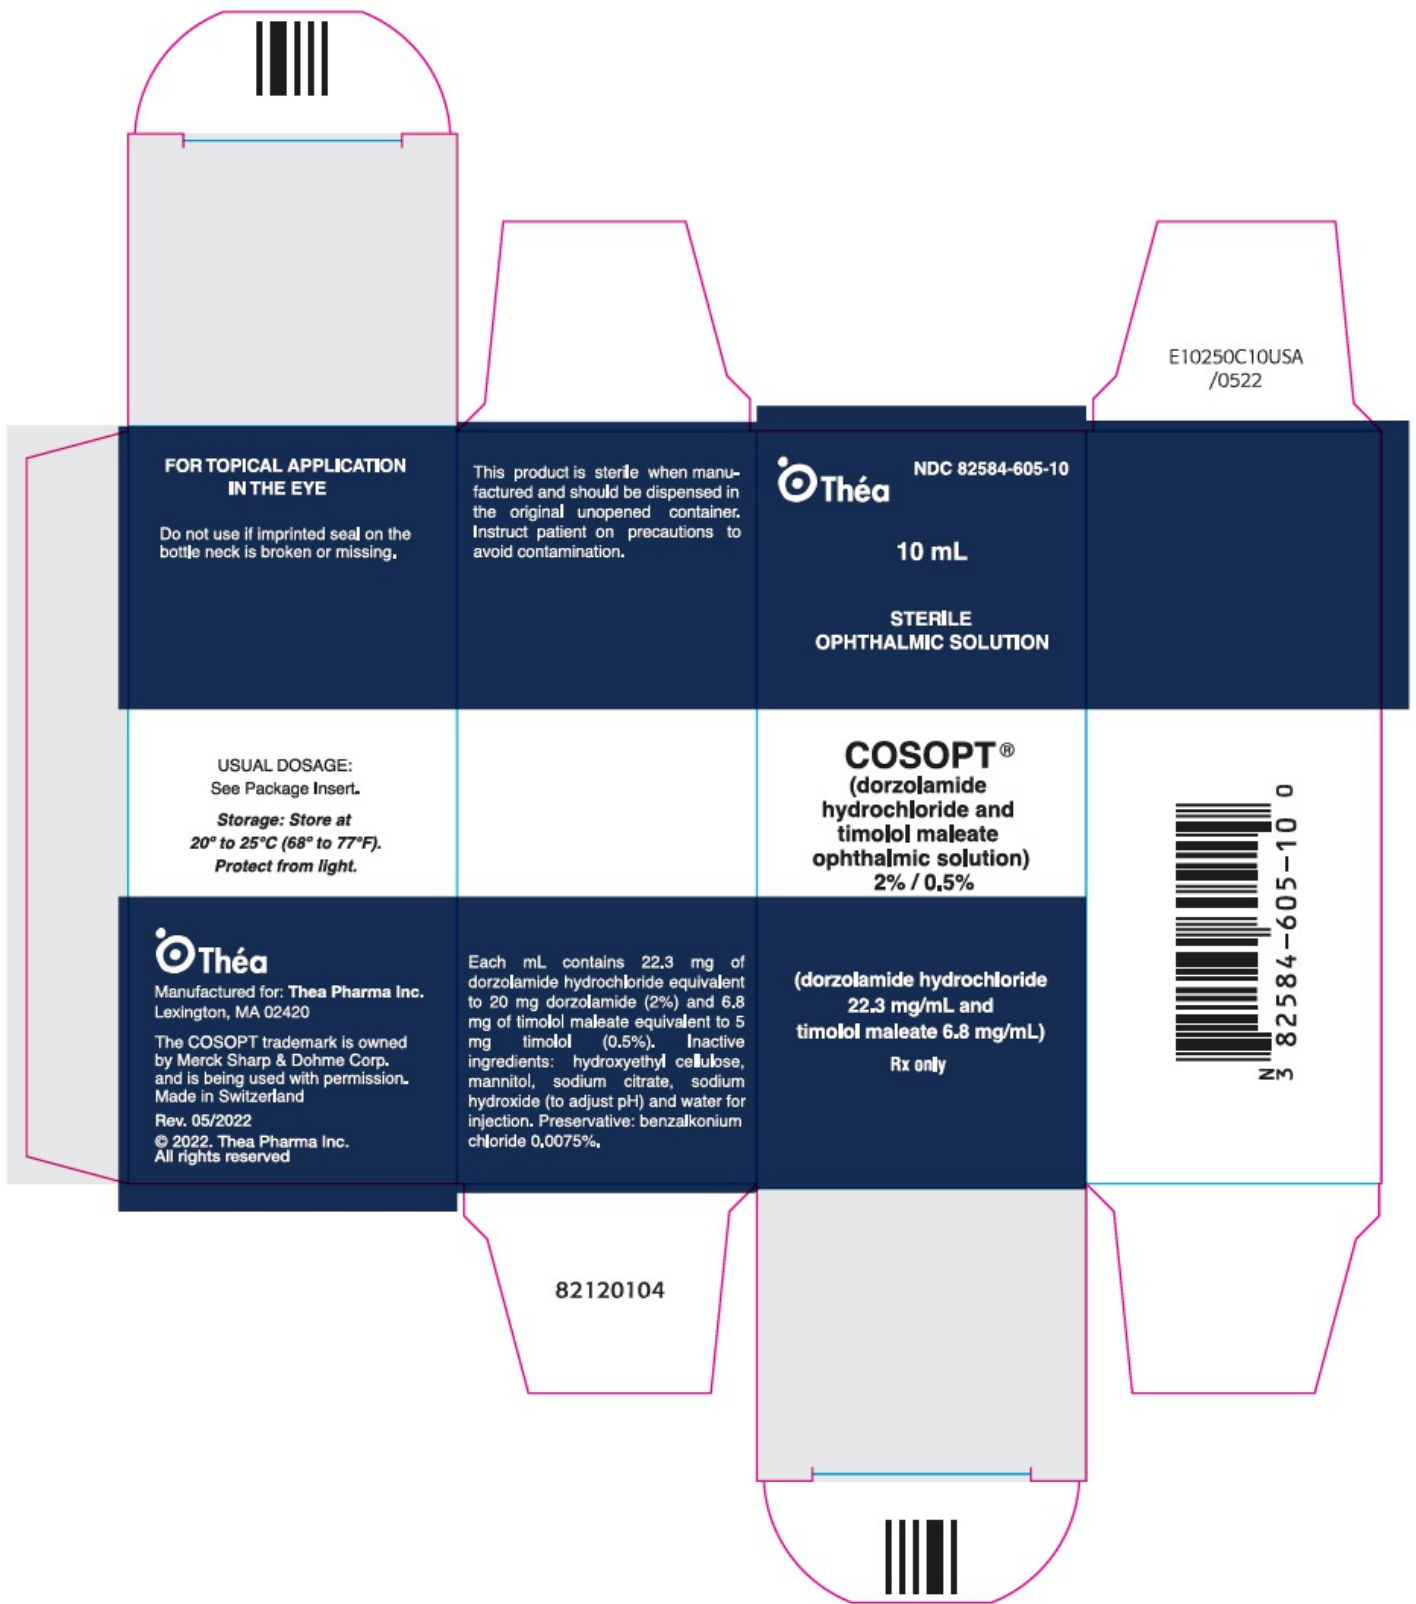 E10250C10USA
/0522
FOR TOPICAL APPLICATION
IN THE EYE
Do not use if imprinted seal on the
bottle neck is broken or missing.
USUAL DOSAGE:
See Package Insert.
Storage: Store at
20° to 25°C (68° to 77°F).
Protect from light.
Théa
Manufactured for: Thea Pharma Inc.
Lexington, MA 02420
The COSOPT trademark is owned
by Merck Sharp & Dohme Corp.
and is being used with permission.
Made in Switzerland
Rev. 05/2022
© 2022. Thea Pharma Inc.
All rights reserved
This product is sterile when manu-
factured and should be dispensed in
the original unopened container.
Instruct patient on precautions to
avoid contamination.
Each mL contains 22.3 mg of
dorzolamide hydrochloride equivalent
to 20 mg dorzolamide (2%) and 6.8
mg of timolol maleate equivalent to 5
mg timolol (0.5%). Inactive
ingredients: hydroxyethyl cellulose,
mannitol, sodium citrate, sodium
hydroxide (to adjust pH) and water for
injection. Preservative: benzalkonium
chloride 0.0075%.
82120104
Théa
NDC 82584-605-10
10 mL
STERILE
OPHTHALMIC SOLUTION
COSOPT®
(dorzolamide
hydrochloride and
timolol maleate
ophthalmic solution)
2% / 0.5%
(dorzolamide hydrochloride
22.3 mg/mL and
timolol maleate 6.8 mg/mL)
Rx only
N
3 82584-605-10 0